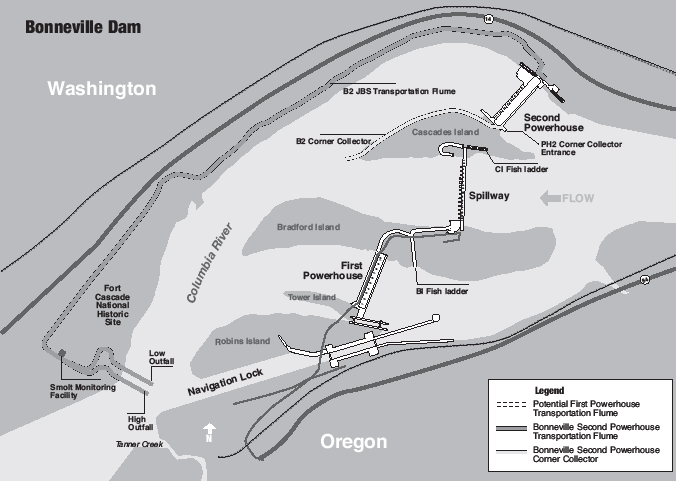 Bonneville Dam
14
Washington
B2 JBS Transportation Flume
Second
Powerhouse
Cascades Island
B2 Corner Collector
PH2 Corner Collector
Entrance
CI Fish ladder
Spillway
FLOW
Columbia River
Bradford Island
First
Powerhouse
BI Fish ladder
Tower Island
Fort
Cascade
National
Historic
Site
Robins Island
Low
Outfall
Smolt Monitoring
Facility
Navigation Lock
High
Outfall
Tanner Creek
N
Oregon
Legend
Potential First Powerhouse
Transportation Flume
Bonneville Second Powerhouse
Transportation Flume
Bonneville Second Powerhouse
Corner Collector